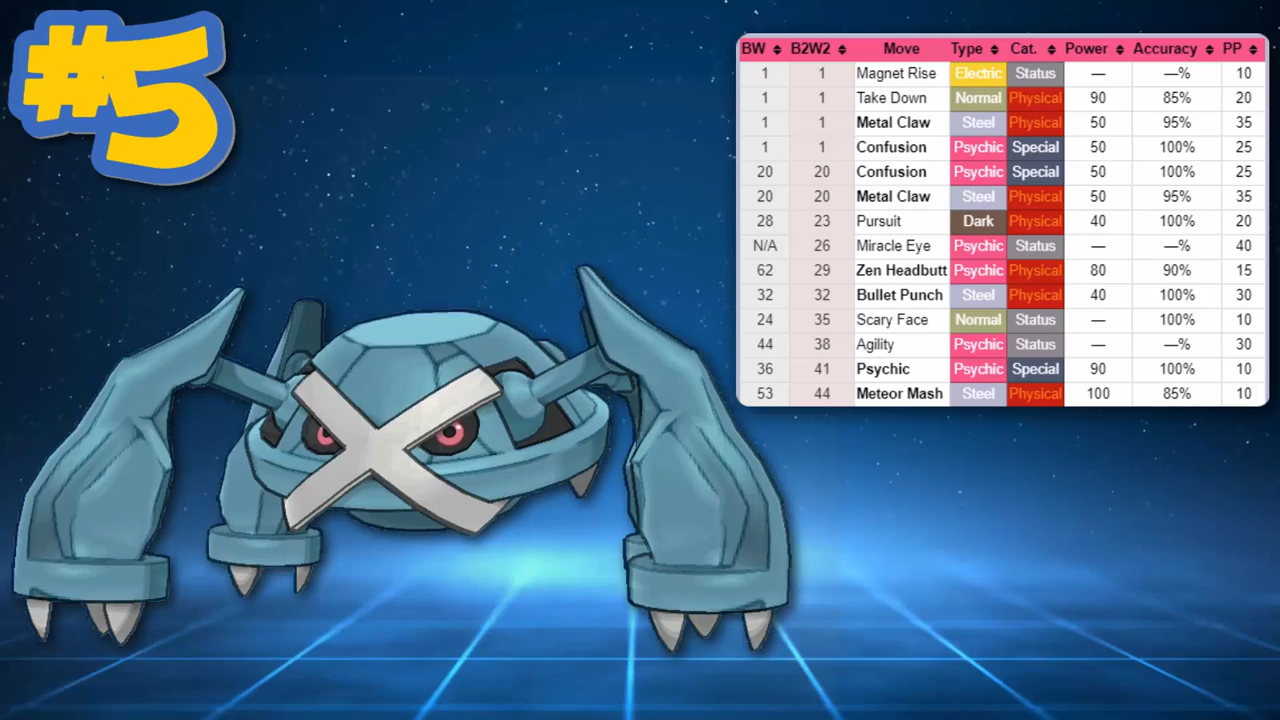 #5
BW B2W2 Move Type Cat. Power Accuracy PP
1 1 Magnet Rise Electric Status — —% 10
1 1 Take Down Normal Physical 90 85% 20
1 1 Metal Claw Steel Physical 50 95% 35
1 1 Confusion Psychic Special 50 100% 25
20 20 Confusion Psychic Special 50 100% 25
20 20 Metal Claw Steel Physical 50 95% 35
28 23 Pursuit Dark Physical 40 100% 20
N/A 26 Miracle Eye Psychic Status — —% 40
62 29 Zen Headbutt Psychic Physical 80 90% 15
32 32 Bullet Punch Steel Physical 40 100% 30
24 35 Scary Face Normal Status — 100% 10
44 38 Agility Psychic Status — —% 30
36 41 Psychic Psychic Special 90 100% 10
53 44 Meteor Mash Steel Physical 100 85% 10